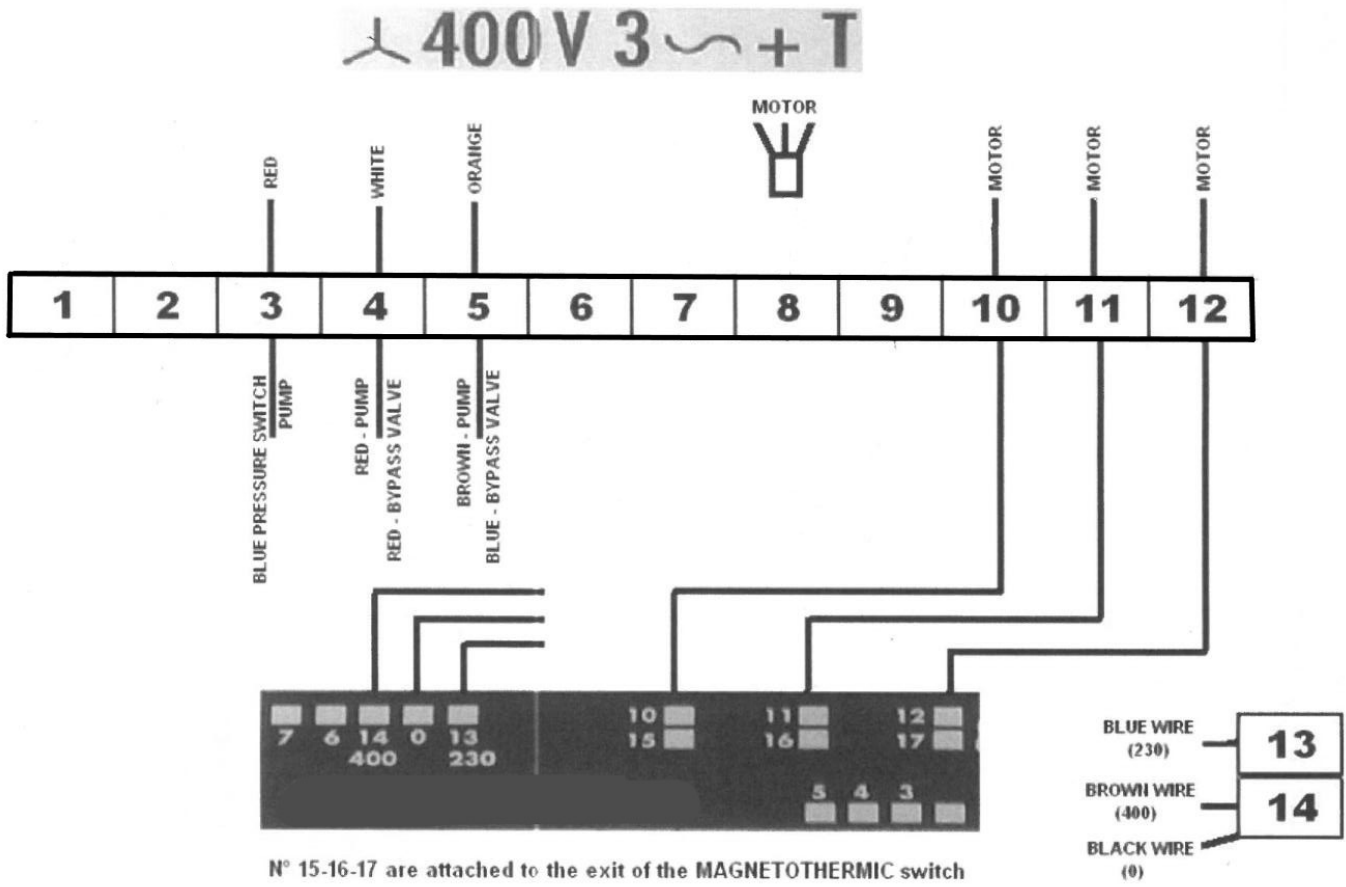 400 V 3 ~ + T
MOTOR
RED
WHITE
ORANGE
MOTOR
MOTOR
MOTOR
1 2 3 4 5 6 7 8 9 10 11 12
BLUE PRESSURE SWITCH
PUMP
RED - PUMP
RED - BYPASS VALVE
BROWN - PUMP
BLUE - BYPASS VALVE
7 6 14 0 13
400 230
10 11 12
15 16 17
5 4 3
BLUE WIRE
(230)
13
BROWN WIRE
(400)
14
BLACK WIRE
(0)
N° 15-16-17 are attached to the exit of the MAGNETOTHERMIC switch